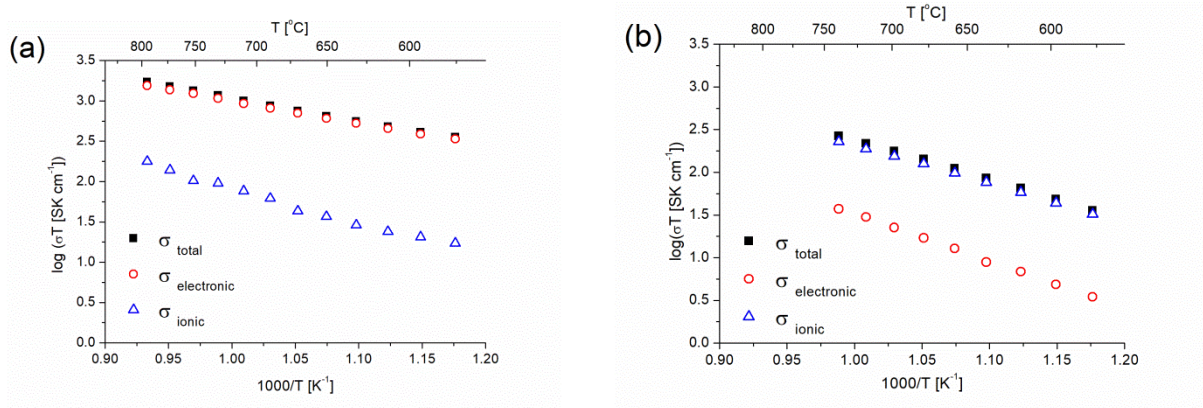 (a)
T [°C]
800 750 700 650 600
3.5
3.0
2.5
2.0
1.5
1.0
0.5
0.0
log (σT [SK cm⁻¹])
σ total
σ electronic
σ ionic
0.90 0.95 1.00 1.05 1.10 1.15 1.20
1000/T [K⁻¹]
(b)
T [°C]
800 750 700 650 600
3.5
3.0
2.5
2.0
1.5
1.0
0.5
0.0
log(σT [SK cm⁻¹])
σ total
σ electronic
σ ionic
0.90 0.95 1.00 1.05 1.10 1.15 1.20
1000/T [K⁻¹]